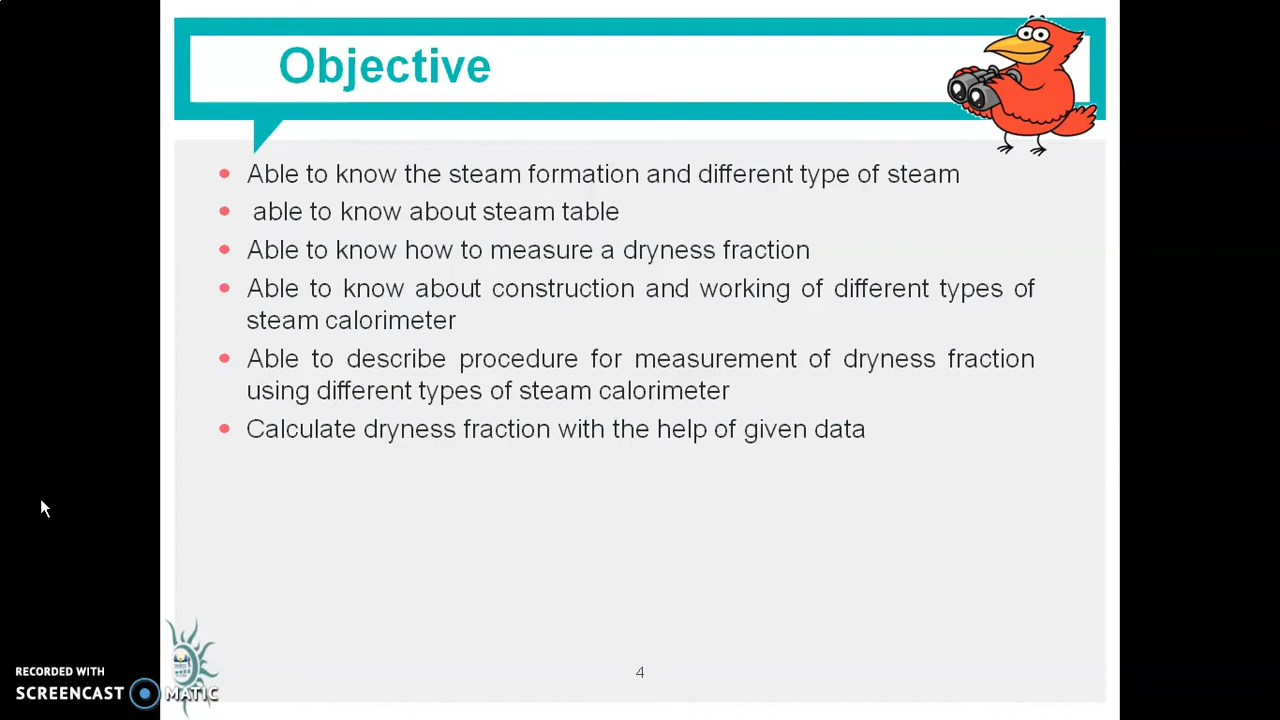 Objective
• Able to know the steam formation and different type of steam
• able to know about steam table
• Able to know how to measure a dryness fraction
• Able to know about construction and working of different types of
steam calorimeter
• Able to describe procedure for measurement of dryness fraction
using different types of steam calorimeter
• Calculate dryness fraction with the help of given data
4
RECORDED WITH
SCREENCAST MATIC